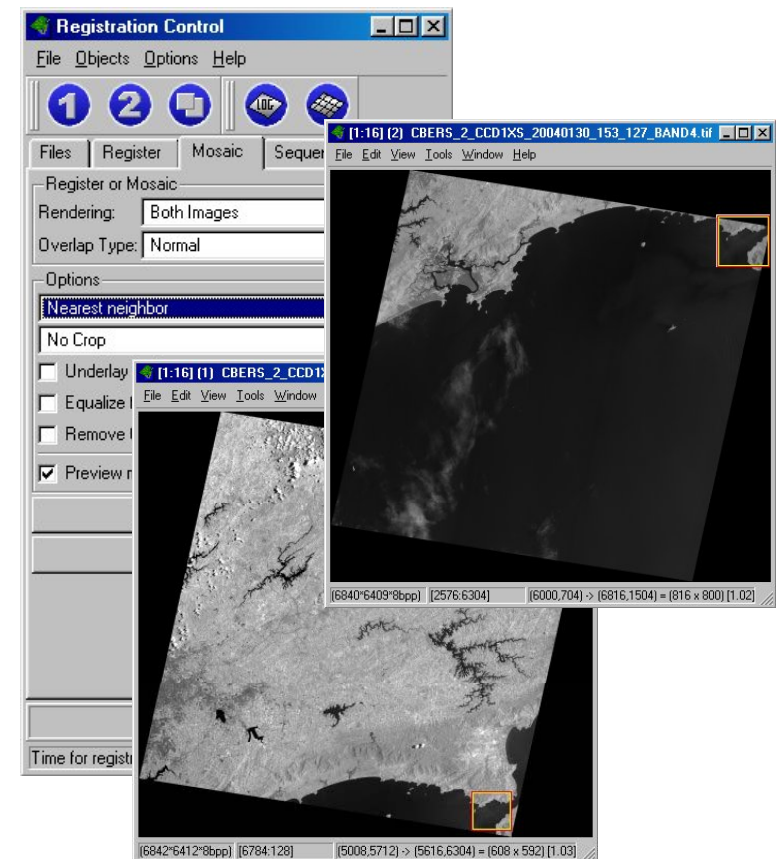 Registration Control
File Objects Options Help
1 2 LOG
Files Register Mosaic
Register or Mosaic
Rendering: Both Images
Overlap Type: Normal
Options
Nearest neighbor
No Crop
Underlay
Equalize
Remove
Preview
Time for
[1:16] (2) CBERS_2_CCD1XS_20040130_153_127_BAND4.tif
File Edit View Tools Window Help
(6840*6409*8bpp) [2576:6304] (6000,704) -> (6816,1504) = (816 x 800) [1.02]
[1:16] (1)
File Edit View Tools Window
(6842*6412*8bpp) [6784:128] (5008,5712) -> (5616,6304) = (608 x 592) [1.03]